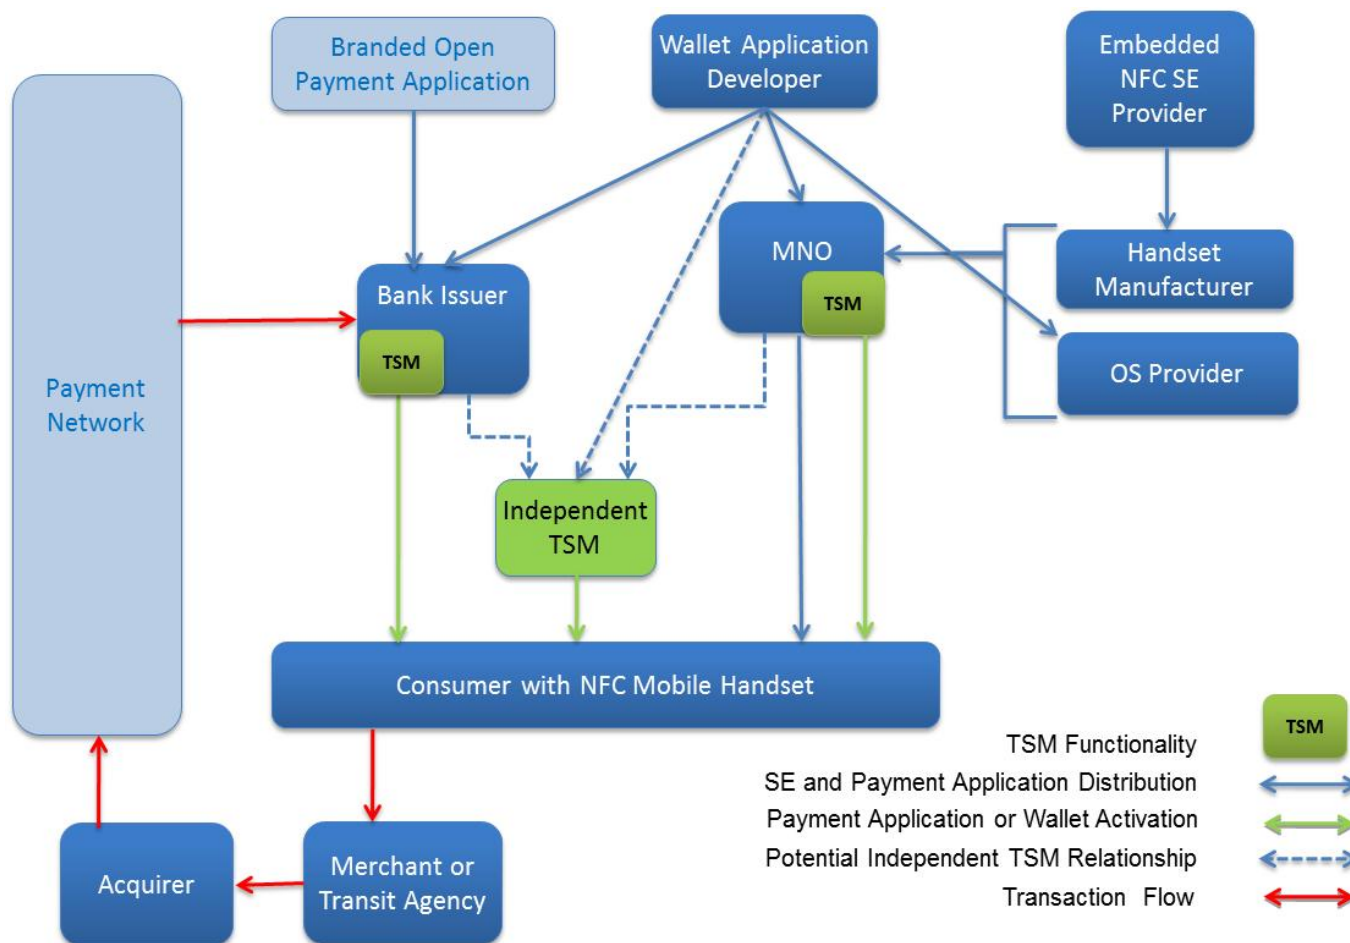 Branded Open
Payment Application
Wallet Application
Developer
Embedded
NFC SE
Provider
MNO
TSM
Handset
Manufacturer
Bank Issuer
TSM
OS Provider
Payment
Network
Independent
TSM
Consumer with NFC Mobile Handset
TSM Functionality
TSM
SE and Payment Application Distribution
Payment Application or Wallet Activation
Potential Independent TSM Relationship
Transaction Flow
Acquirer
Merchant or
Transit Agency